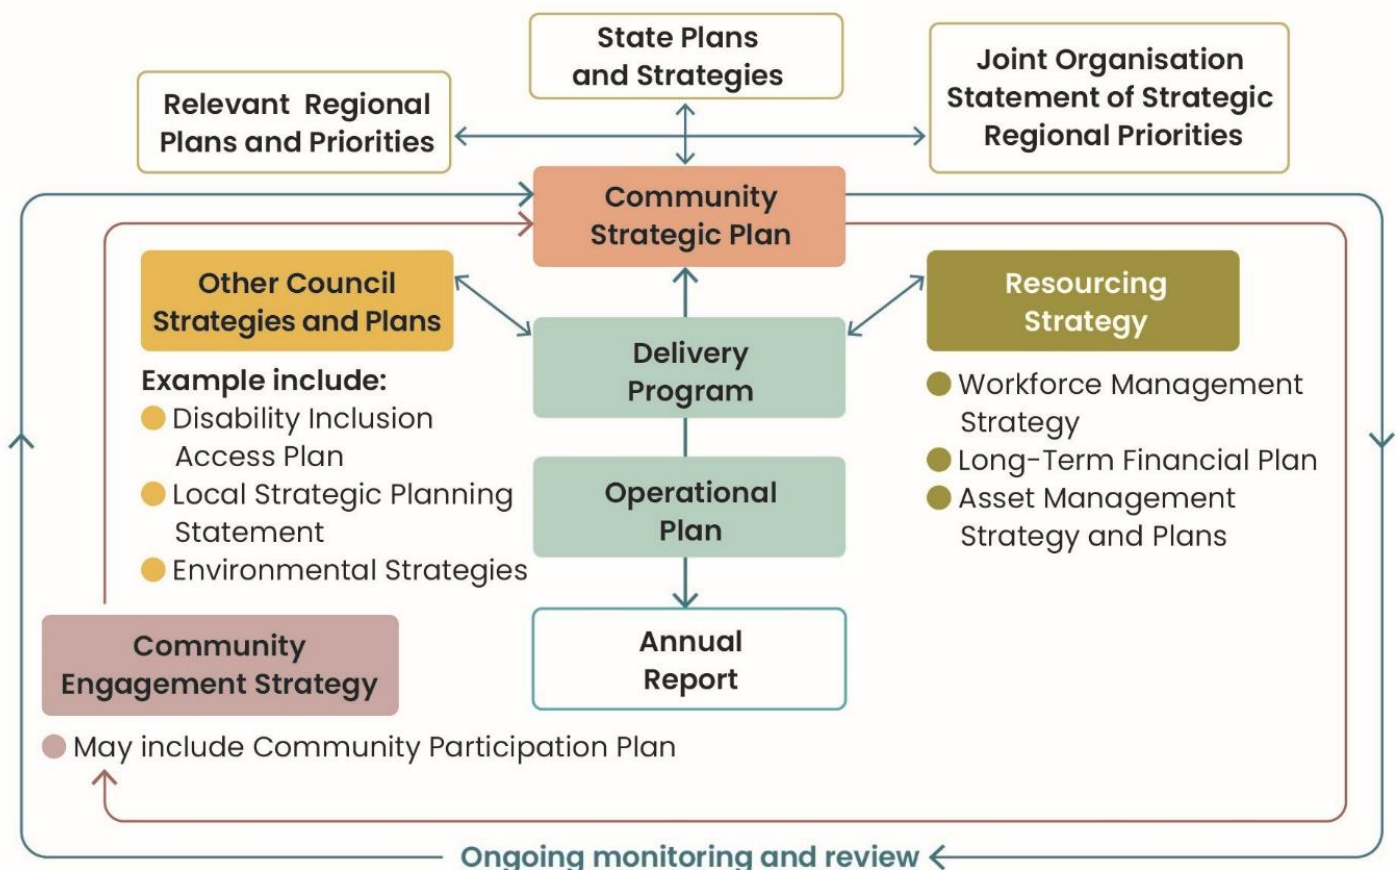 State Plans
and Strategies
Joint Organisation
Statement of Strategic
Regional Priorities
Relevant Regional
Plans and Priorities
Community
Strategic Plan
Other Council
Strategies and Plans
Example include:
Disability Inclusion
Access Plan
Local Strategic Planning
Statement
Environmental Strategies
Delivery
Program
Resourcing
Strategy
Workforce Management
Strategy
Long-Term Financial Plan
Asset Management
Strategy and Plans
Operational
Plan
Community
Engagement Strategy
May include Community Participation Plan
Annual
Report
Ongoing monitoring and review